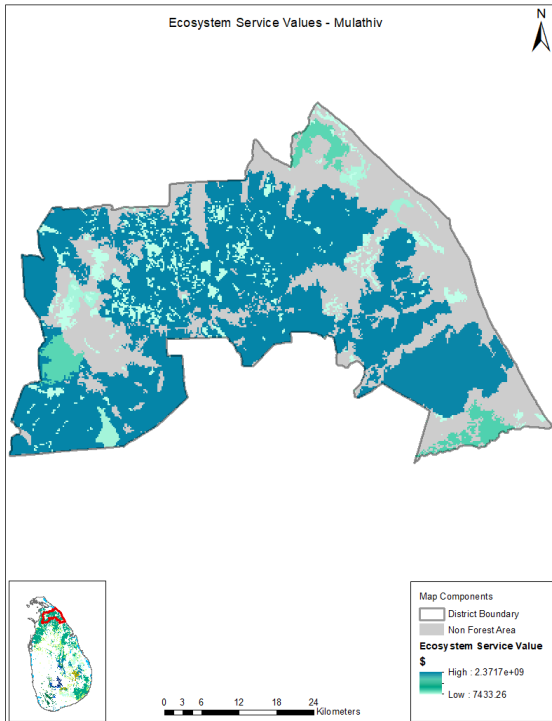 Ecosystem Service Values - Mulathiv
N
Map Components
District Boundary
Non Forest Area
Ecosystem Service Value
$
High : 2.3717e+09
Low : 7433.26
0 3 6 12 18 24
Kilometers